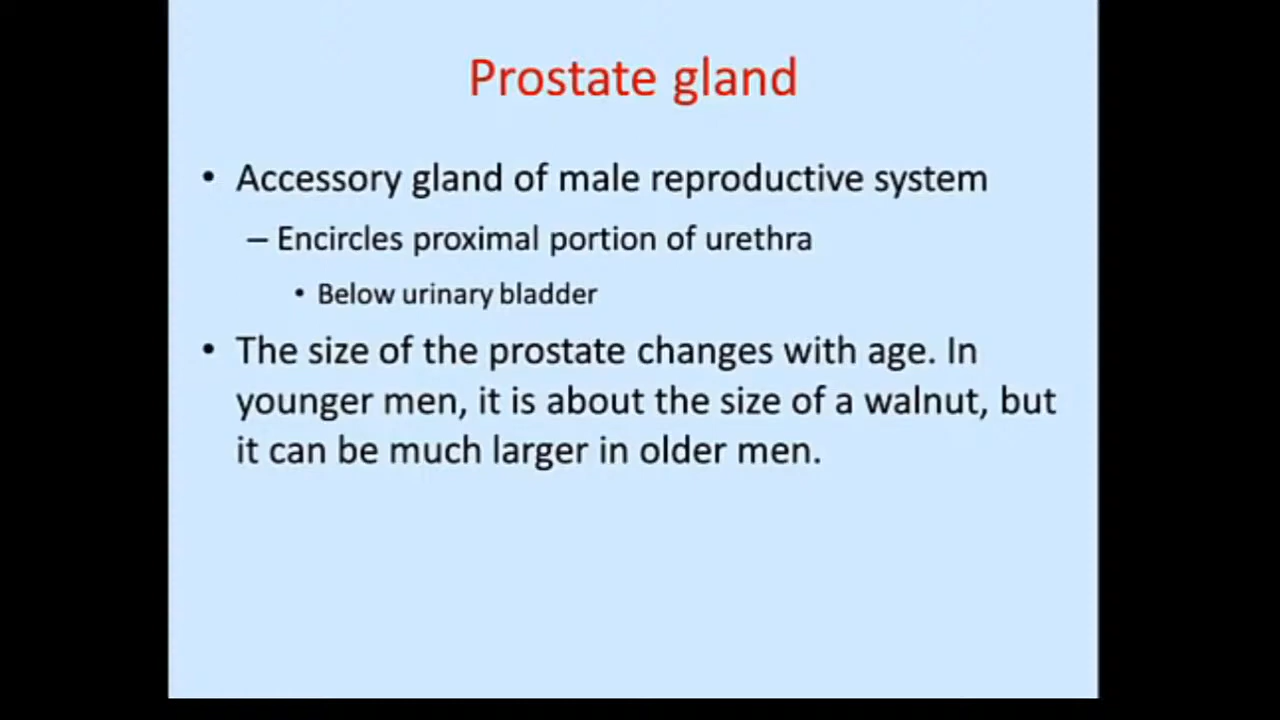 Prostate gland
• Accessory gland of male reproductive system
– Encircles proximal portion of urethra
• Below urinary bladder
• The size of the prostate changes with age. In
younger men, it is about the size of a walnut, but
it can be much larger in older men.